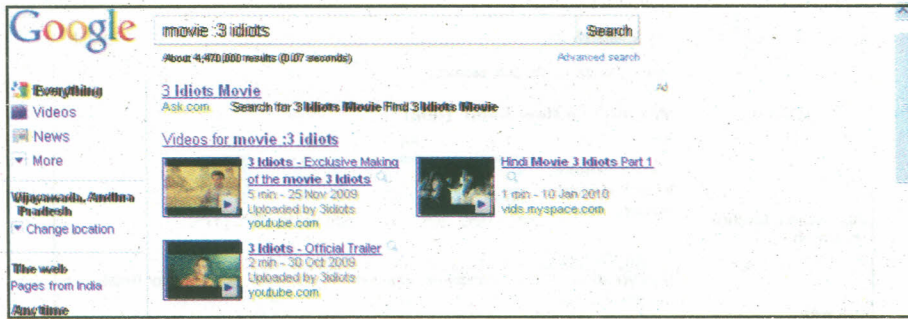 Google
movie :3 idiots
Search
About 4,470,000 results (0.07 seconds)
Advanced search
Everything
Videos
News
More
Vijayawada, Andhra
Pradesh
Change location
The web
Pages from India
Any time
3 Idiots Movie
Ad
Ask.com Search for 3 Idiots Movie Find 3 Idiots Movie
Videos for movie :3 idiots
3 Idiots - Exclusive Making
of the movie 3 Idiots
5 min - 25 Nov 2009
Uploaded by 3idiots
youtube.com
Hindi Movie 3 Idiots Part 1
1 min - 10 Jan 2010
vids.myspace.com
3 Idiots - Official Trailer
2 min - 30 Oct 2009
Uploaded by 3idiots
youtube.com